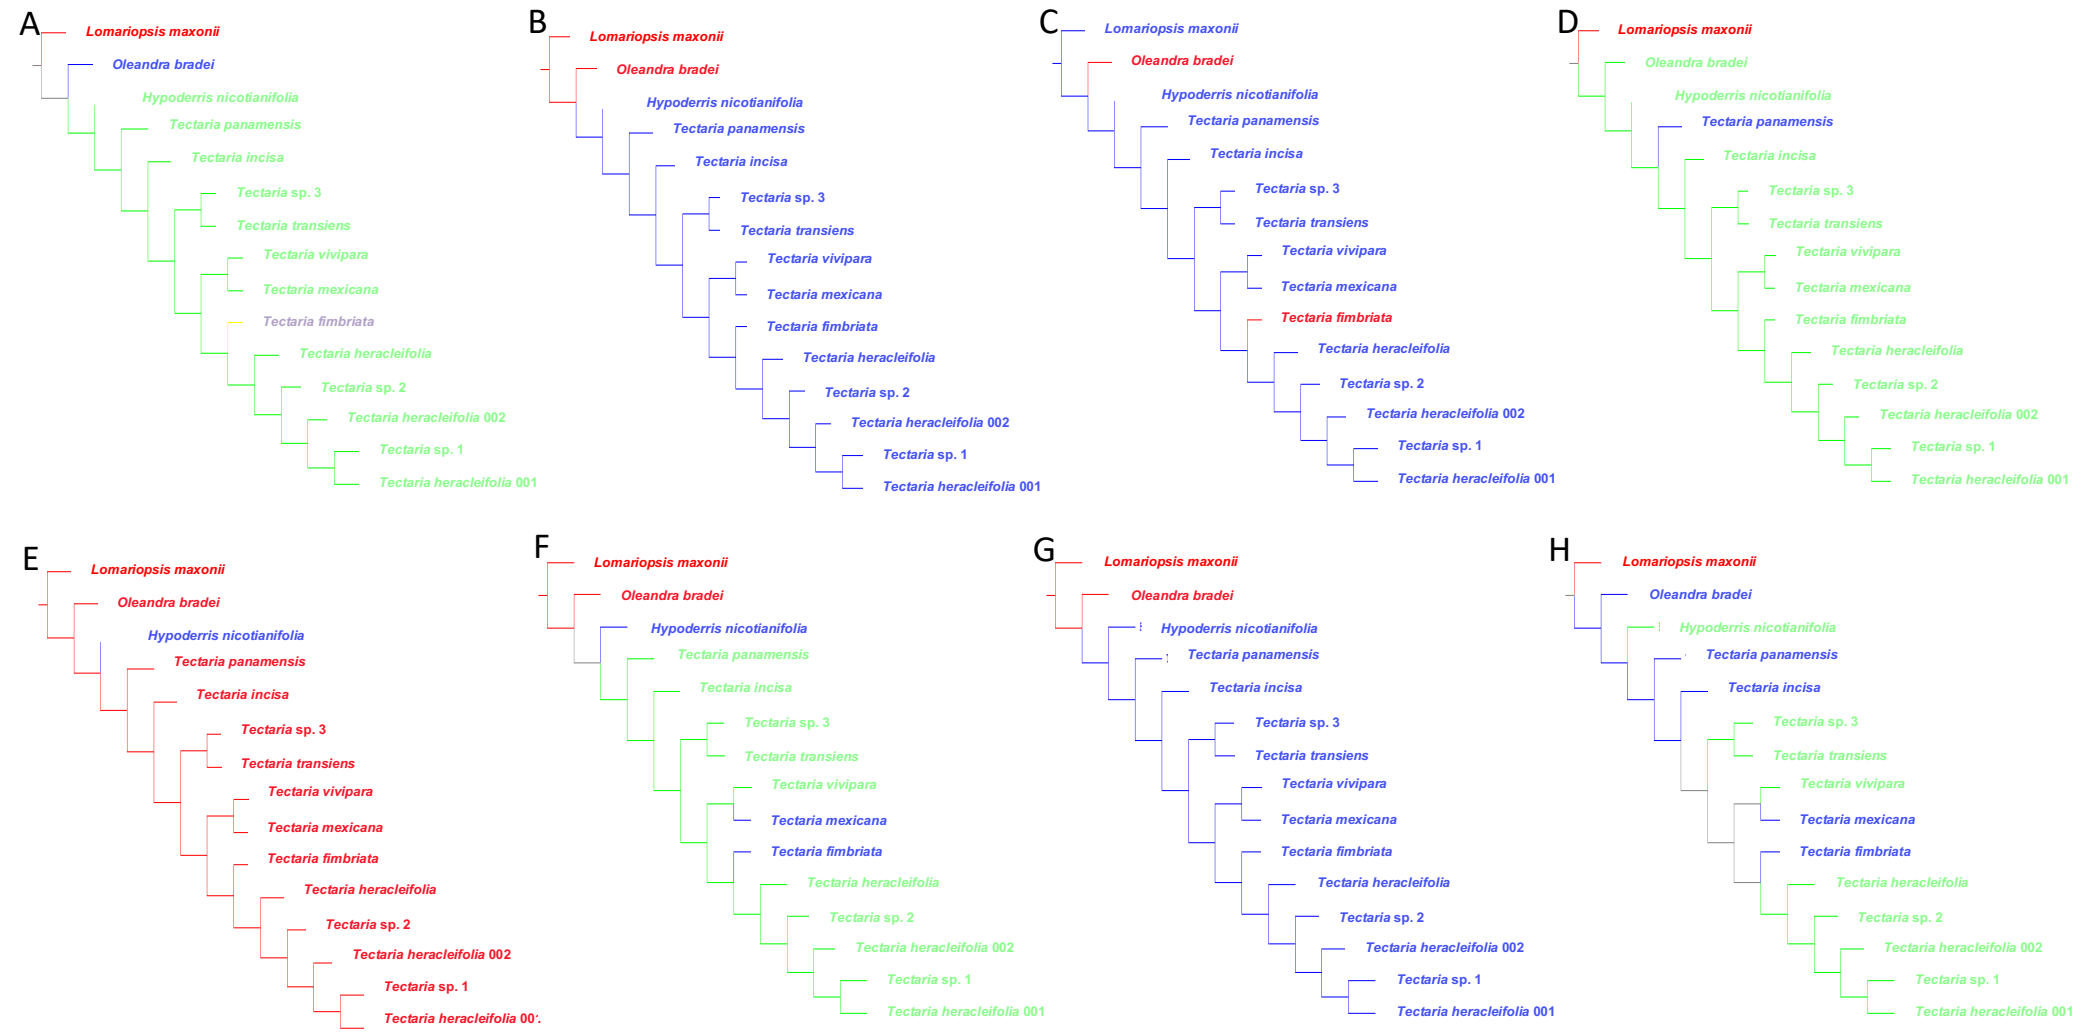 A
Lomariopsis maxonii
Oleandra bradei
Hypoderris nicotianifolia
Tectaria panamensis
Tectaria incisa
Tectaria sp. 3
Tectaria transiens
Tectaria vivipara
Tectaria mexicana
Tectaria fimbriata
Tectaria heracleifolia
Tectaria sp. 2
Tectaria heracleifolia 002
Tectaria sp. 1
Tectaria heracleifolia 001
B
Lomariopsis maxonii
Oleandra bradei
Hypoderris nicotianifolia
Tectaria panamensis
Tectaria incisa
Tectaria sp. 3
Tectaria transiens
Tectaria vivipara
Tectaria mexicana
Tectaria fimbriata
Tectaria heracleifolia
Tectaria sp. 2
Tectaria heracleifolia 002
Tectaria sp. 1
Tectaria heracleifolia 001
C
Lomariopsis maxonii
Oleandra bradei
Hypoderris nicotianifolia
Tectaria panamensis
Tectaria incisa
Tectaria sp. 3
Tectaria transiens
Tectaria vivipara
Tectaria mexicana
Tectaria fimbriata
Tectaria heracleifolia
Tectaria sp. 2
Tectaria heracleifolia 002
Tectaria sp. 1
Tectaria heracleifolia 001
D
Lomariopsis maxonii
Oleandra bradei
Hypoderris nicotianifolia
Tectaria panamensis
Tectaria incisa
Tectaria sp. 3
Tectaria transiens
Tectaria vivipara
Tectaria mexicana
Tectaria fimbriata
Tectaria heracleifolia
Tectaria sp. 2
Tectaria heracleifolia 002
Tectaria sp. 1
Tectaria heracleifolia 001
E
Lomariopsis maxonii
Oleandra bradei
Hypoderris nicotianifolia
Tectaria panamensis
Tectaria incisa
Tectaria sp. 3
Tectaria transiens
Tectaria vivipara
Tectaria mexicana
Tectaria fimbriata
Tectaria heracleifolia
Tectaria sp. 2
Tectaria heracleifolia 002
Tectaria sp. 1
Tectaria heracleifolia
F
Lomariopsis maxonii
Oleandra bradei
Hypoderris nicotianifolia
Tectaria panamensis
Tectaria incisa
Tectaria sp. 3
Tectaria transiens
Tectaria vivipara
Tectaria mexicana
Tectaria fimbriata
Tectaria heracleifolia
Tectaria sp. 2
Tectaria heracleifolia 002
Tectaria sp. 1
Tectaria heracleifolia 001
G
Lomariopsis maxonii
Oleandra bradei
Hypoderris nicotianifolia
Tectaria panamensis
Tectaria incisa
Tectaria sp. 3
Tectaria transiens
Tectaria vivipara
Tectaria mexicana
Tectaria fimbriata
Tectaria heracleifolia
Tectaria sp. 2
Tectaria heracleifolia 002
Tectaria sp. 1
Tectaria heracleifolia 001
H
Lomariopsis maxonii
Oleandra bradei
Hypoderris nicotianifolia
Tectaria panamensis
Tectaria incisa
Tectaria sp. 3
Tectaria transiens
Tectaria vivipara
Tectaria mexicana
Tectaria fimbriata
Tectaria heracleifolia
Tectaria sp. 2
Tectaria heracleifolia 002
Tectaria sp. 1
Tectaria heracleifolia 001